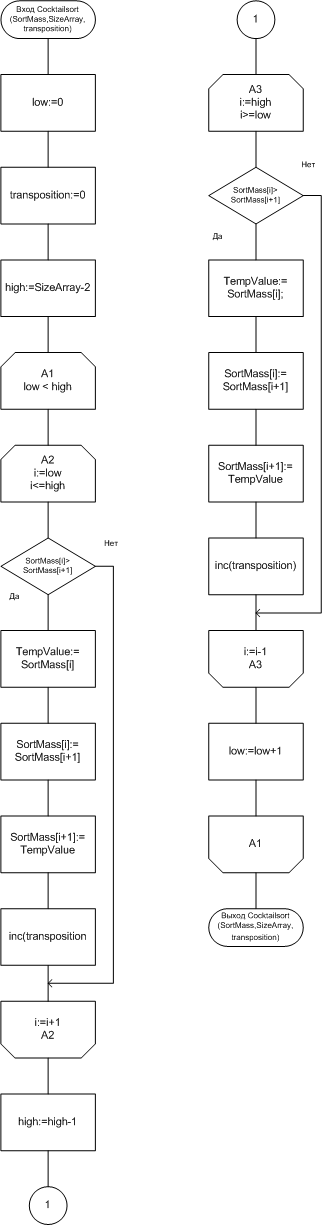 Вход Cocktailsort
(SortMass,SizeArray,
transposition)
low:=0
transposition:=0
high:=SizeArray-2
A1
low < high
A2
i:=low
i<=high
SortMass[i]>
SortMass[i+1]
Нет
Да
TempValue:=
SortMass[i]
SortMass[i]:=
SortMass[i+1]
SortMass[i+1]:=
TempValue
inc(transposition
i:=i+1
A2
high:=high-1
1
1
A3
i:=high
i>=low
SortMass[i]>
SortMass[i+1]
Нет
Да
TempValue:=
SortMass[i];
SortMass[i]:=
SortMass[i+1]
SortMass[i+1]:=
TempValue
inc(transposition)
i:=i-1
A3
low:=low+1
A1
Выход Cocktailsort
(SortMass,SizeArray,
transposition)